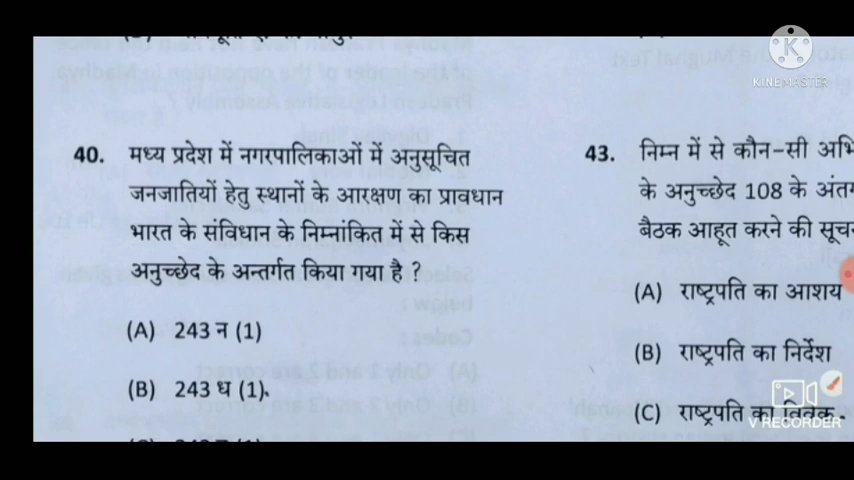 40. मध्य प्रदेश में नगरपालिकाओं में अनुसूचित
जनजातियों हेतु स्थानों के आरक्षण का प्रावधान
भारत के संविधान के निम्नांकित में से किस
अनुच्छेद के अन्तर्गत किया गया है ?
(A) 243 न (1)
(B) 243 ध (1).
43. निम्न में से कौन-सी
के अनुच्छेद 108 के
बैठक आहूत करने की
(A) राष्ट्रपति का आशय
(B) राष्ट्रपति का निर्देश
(C) राष्ट्रपति का विवेक
KINEMASTER
V RECORDER